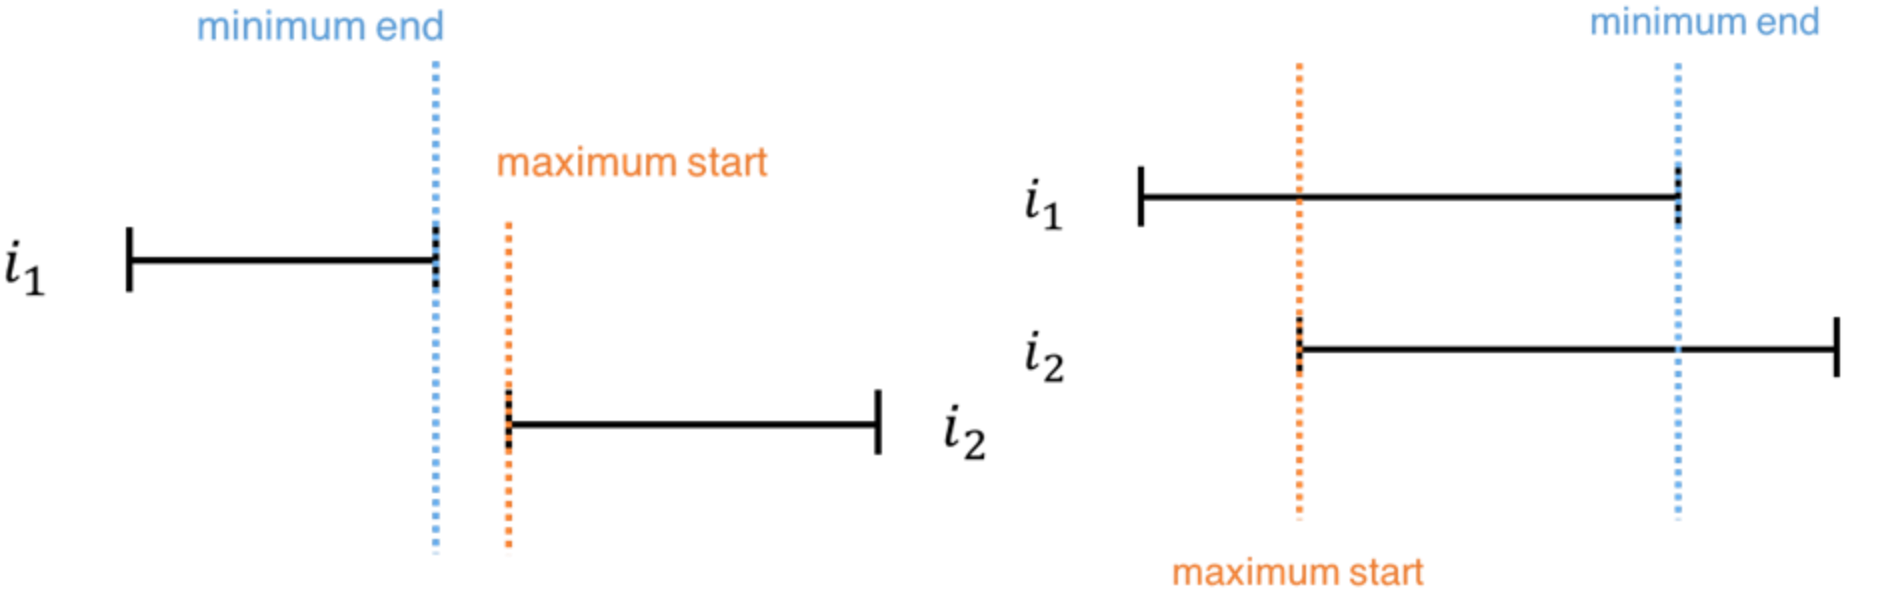 minimum end
maximum start
i₁
i₂
minimum end
i₁
i₂
maximum start